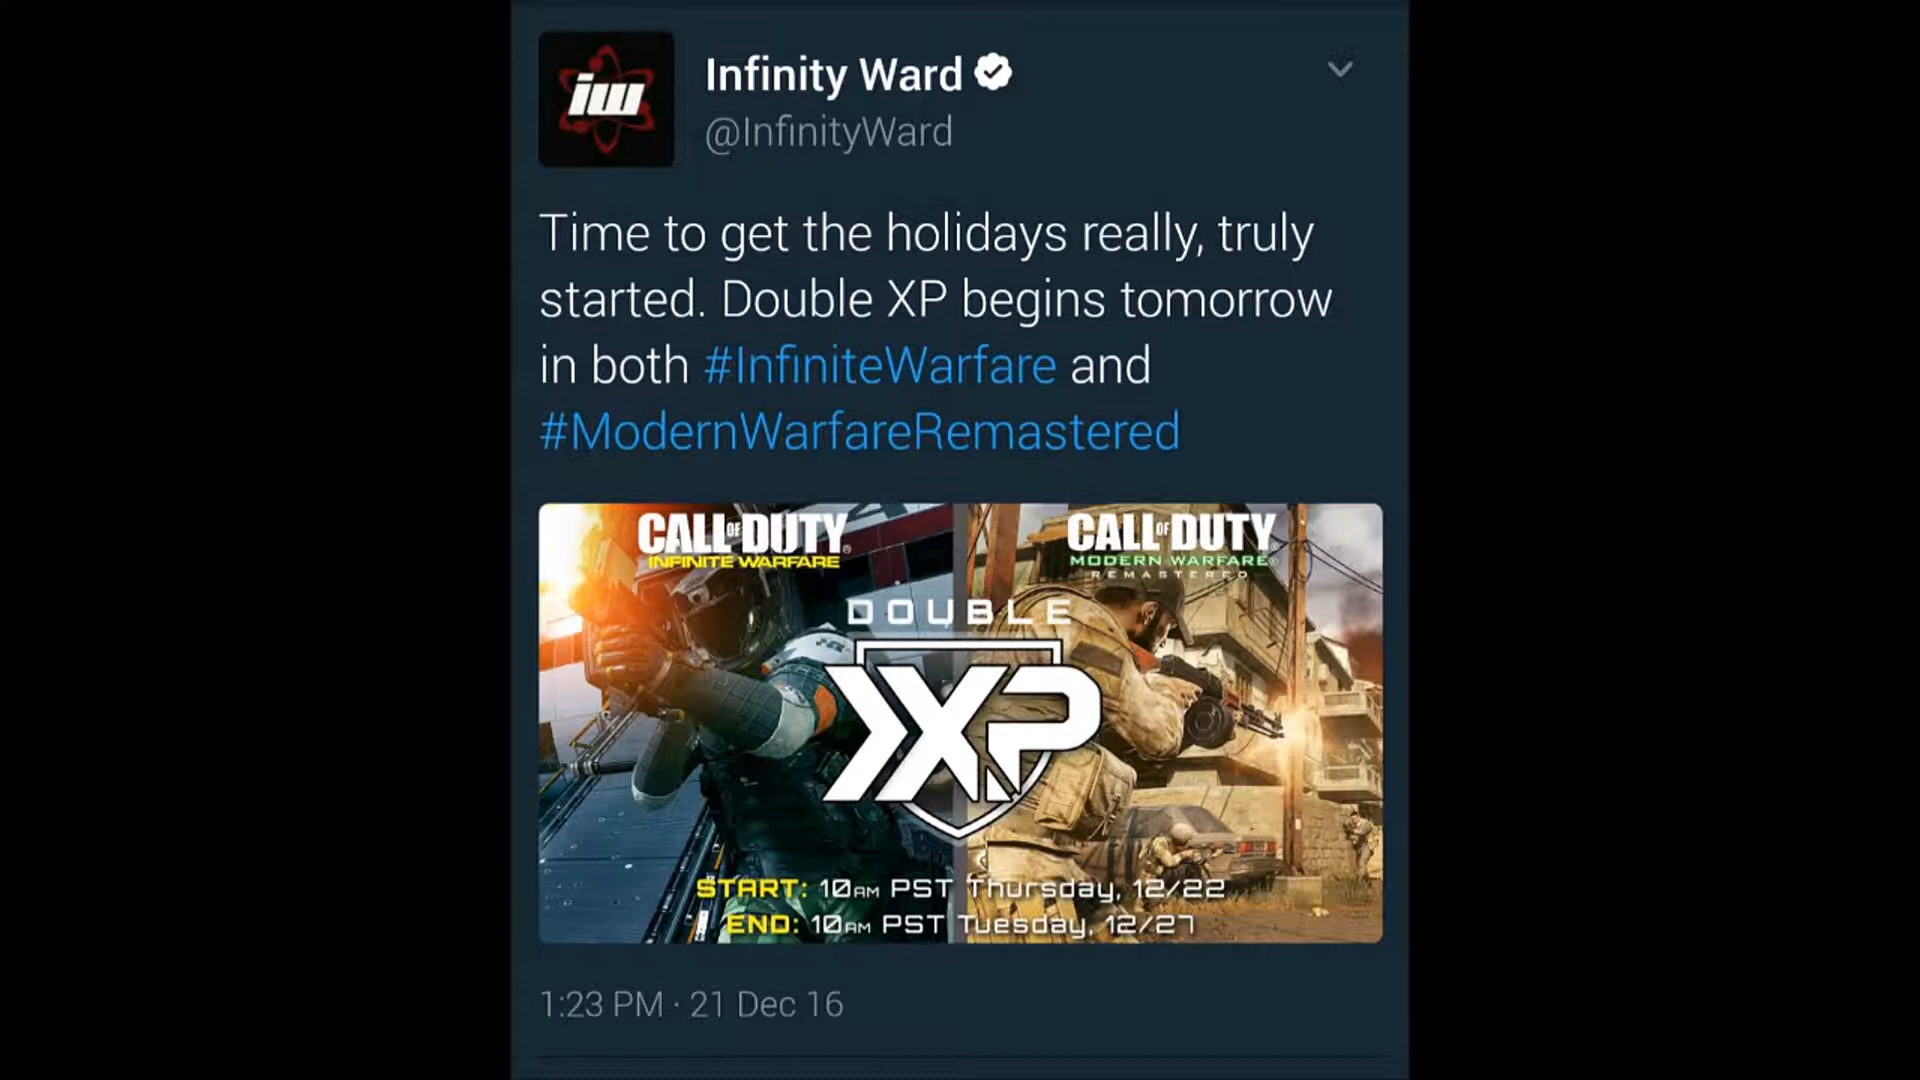 iw
Infinity Ward
@InfinityWard
Time to get the holidays really, truly
started. Double XP begins tomorrow
in both #InfiniteWarfare and
#ModernWarfareRemastered
CALL OF DUTY®
INFINITE WARFARE
CALL OF DUTY®
MODERN WARFARE®
REMASTERED
DOUBLE
XP
START: 10AM PST Thursday, 12/22
END: 10AM PST Tuesday, 12/27
1:23 PM · 21 Dec 16